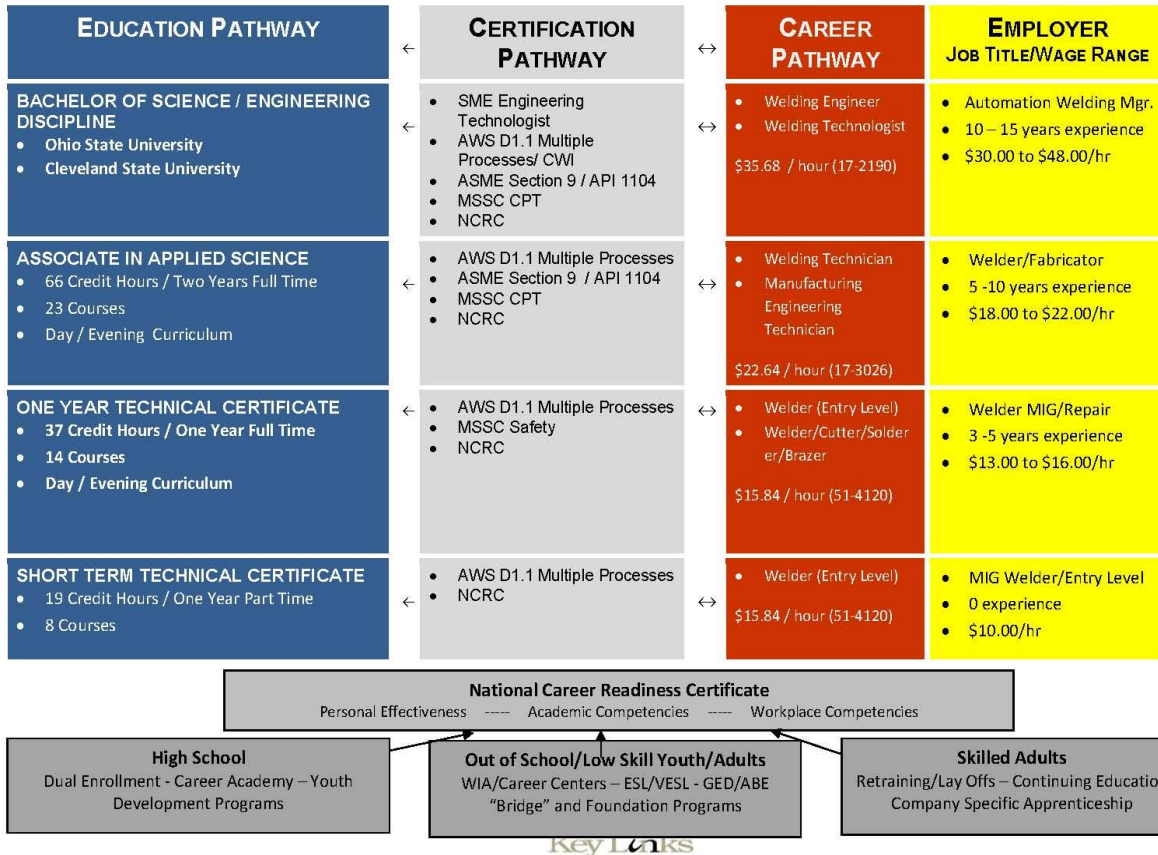 EDUCATION PATHWAY
←
CERTIFICATION
PATHWAY
↔
CAREER
PATHWAY
EMPLOYER
JOB TITLE/WAGE RANGE
BACHELOR OF SCIENCE / ENGINEERING
DISCIPLINE
• Ohio State University
• Cleveland State University
←
• SME Engineering
Technologist
• AWS D1.1 Multiple
Processes/ CWI
• ASME Section 9 / API 1104
• MSSC CPT
• NCRC
↔
• Welding Engineer
• Welding Technologist
$35.68 / hour (17-2190)
• Automation Welding Mgr.
• 10 – 15 years experience
• $30.00 to $48.00/hr
ASSOCIATE IN APPLIED SCIENCE
• 66 Credit Hours / Two Years Full Time
• 23 Courses
• Day / Evening Curriculum
←
• AWS D1.1 Multiple Processes
• ASME Section 9 / API 1104
• MSSC CPT
• NCRC
↔
• Welding Technician
• Manufacturing
Engineering
Technician
$22.64 / hour (17-3026)
• Welder/Fabricator
• 5 -10 years experience
• $18.00 to $22.00/hr
ONE YEAR TECHNICAL CERTIFICATE
• 37 Credit Hours / One Year Full Time
• 14 Courses
• Day / Evening Curriculum
←
• AWS D1.1 Multiple Processes
• MSSC Safety
• NCRC
↔
• Welder (Entry Level)
• Welder/Cutter/Solder
er/Brazer
$15.84 / hour (51-4120)
• Welder MIG/Repair
• 3 -5 years experience
• $13.00 to $16.00/hr
SHORT TERM TECHNICAL CERTIFICATE
• 19 Credit Hours / One Year Part Time
• 8 Courses
←
• AWS D1.1 Multiple Processes
• NCRC
↔
• Welder (Entry Level)
$15.84 / hour (51-4120)
• MIG Welder/Entry Level
• 0 experience
• $10.00/hr
National Career Readiness Certificate
Personal Effectiveness ----- Academic Competencies ----- Workplace Competencies
High School
Dual Enrollment - Career Academy – Youth
Development Programs
Out of School/Low Skill Youth/Adults
WIA/Career Centers – ESL/VESL - GED/ABE
"Bridge" and Foundation Programs
Skilled Adults
Retraining/Lay Offs – Continuing Educatio
Company Specific Apprenticeship
Key Links